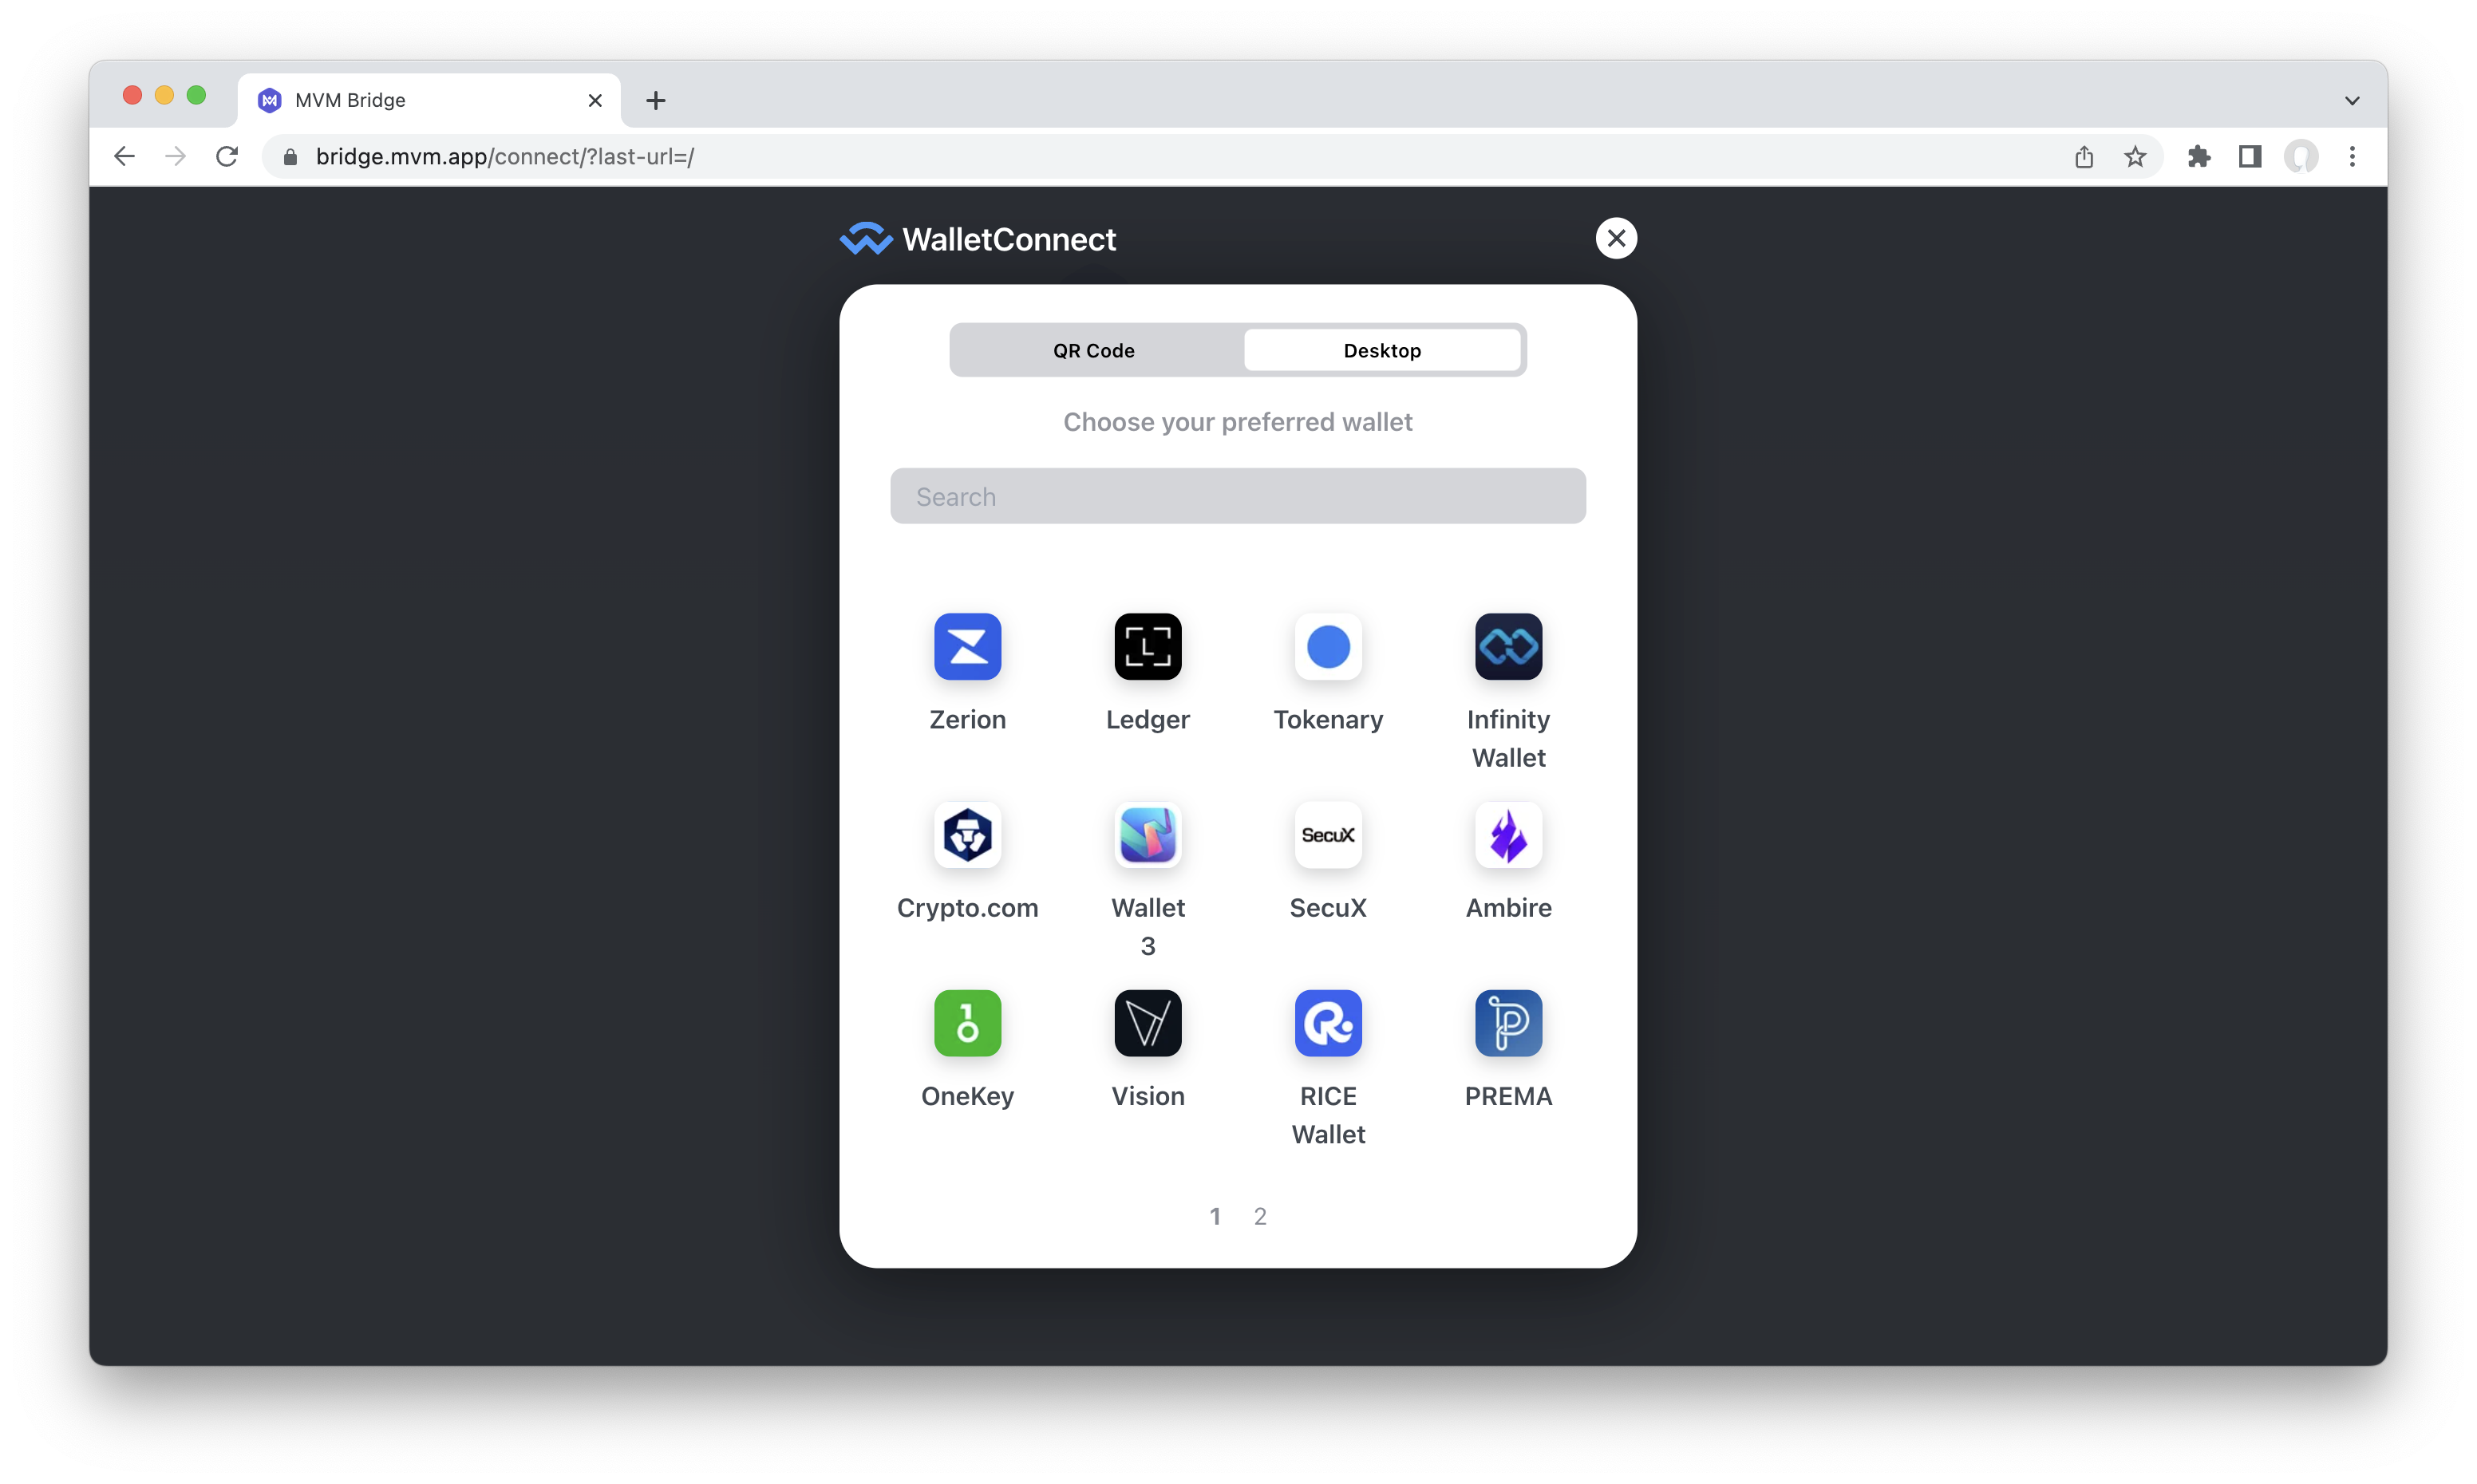 MVM Bridge
bridge.mvm.app/connect/?last-url=/
WalletConnect
QR Code Desktop
Choose your preferred wallet
Search
L
SecuX
Zerion Ledger Tokenary Infinity
Wallet
Crypto.com Wallet SecuX Ambire
3
OneKey Vision RICE PREMA
Wallet
1 2